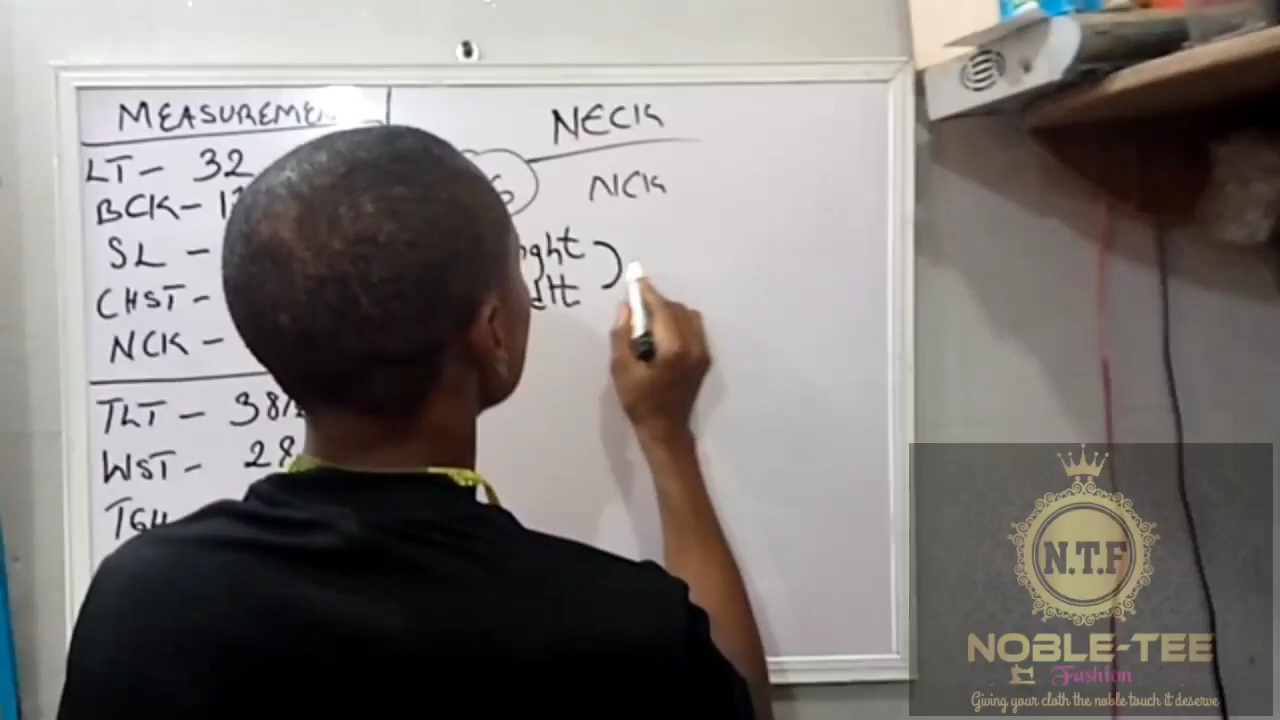 MEASUREMEN
LT - 32
BCK -
SL -
CHST -
NCK -
TLT - 38 1/2
WST - 28
TGH
NECK
NCK
N.T.F
NOBLE-TEE
Fashion
Giving your cloth the noble touch it deserve